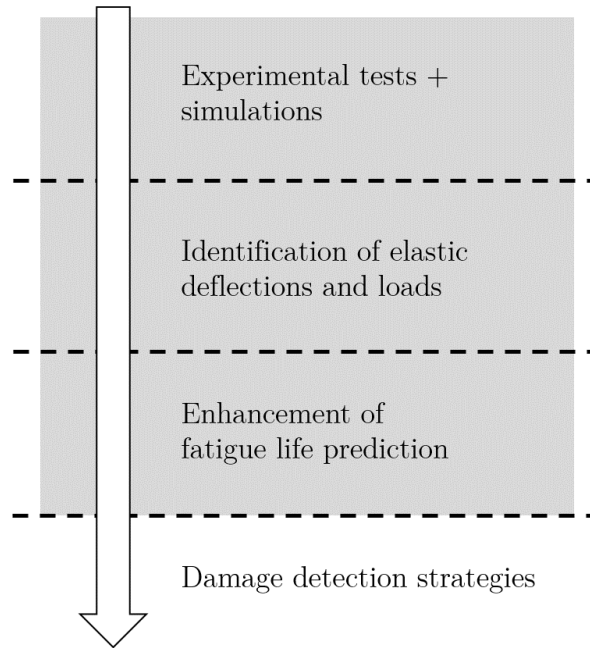 Experimental tests +
simulations
Identification of elastic
deflections and loads
Enhancement of
fatigue life prediction
Damage detection strategies